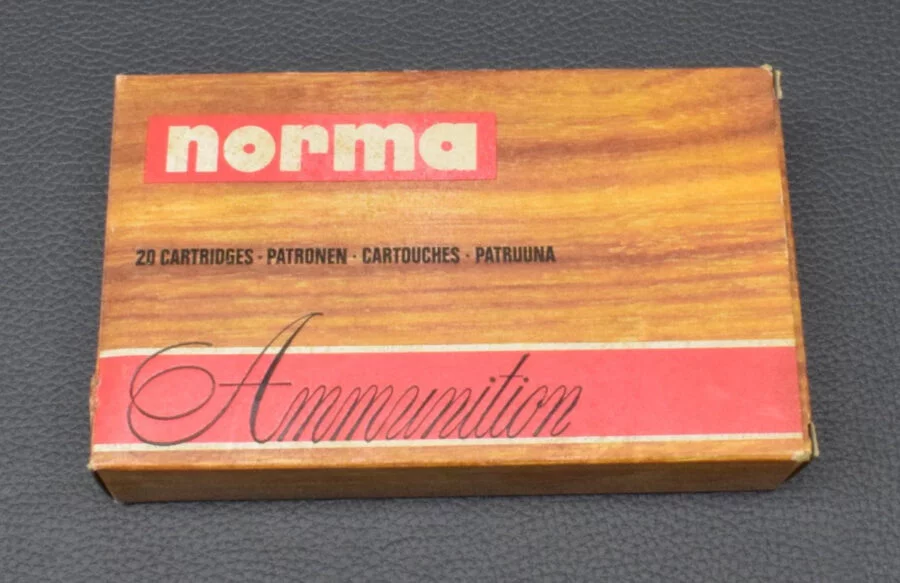 norma
20 CARTRIDGES · PATRONEN · CARTOUCHES · PATRUUNA
Ammunition